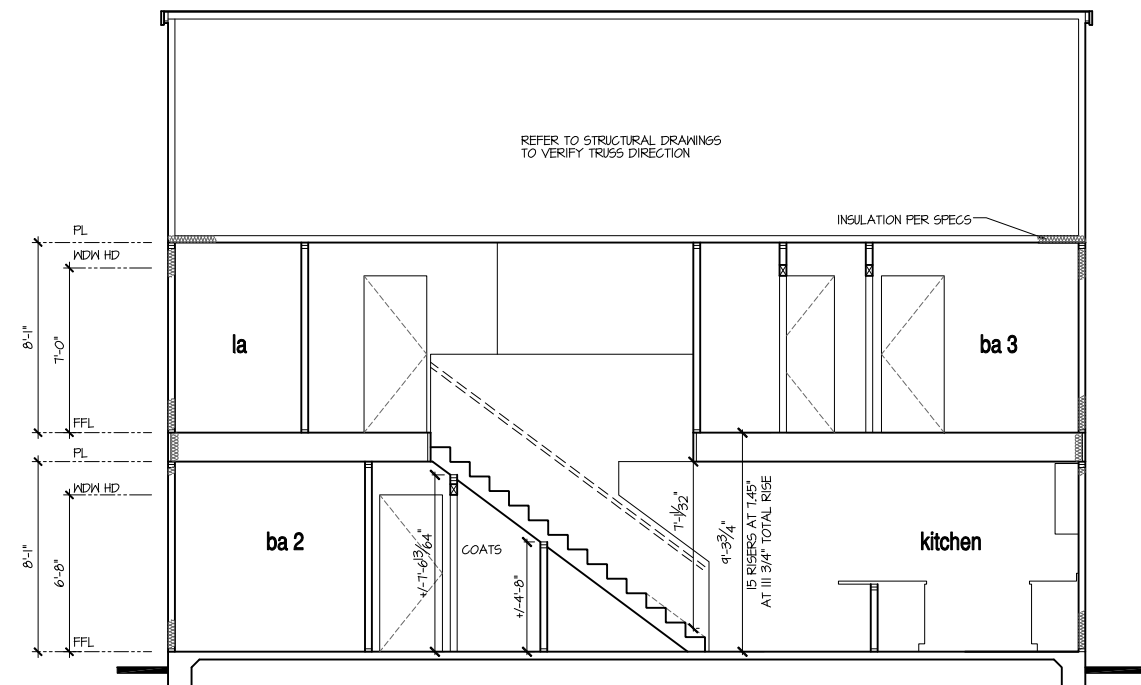 REFER TO STRUCTURAL DRAWINGS
TO VERIFY TRUSS DIRECTION
INSULATION PER SPECS
PL
WDW HD
8'-1"
7'-0"
la
ba 3
FFL
PL
WDW HD
8'-1"
6'-8"
ba 2
+/-7'-6 13/64"
COATS
+/-4'-8"
7'-1 1/32"
9'-3 3/4"
15 RISERS AT 7.45"
AT 111 3/4" TOTAL RISE
kitchen
FFL